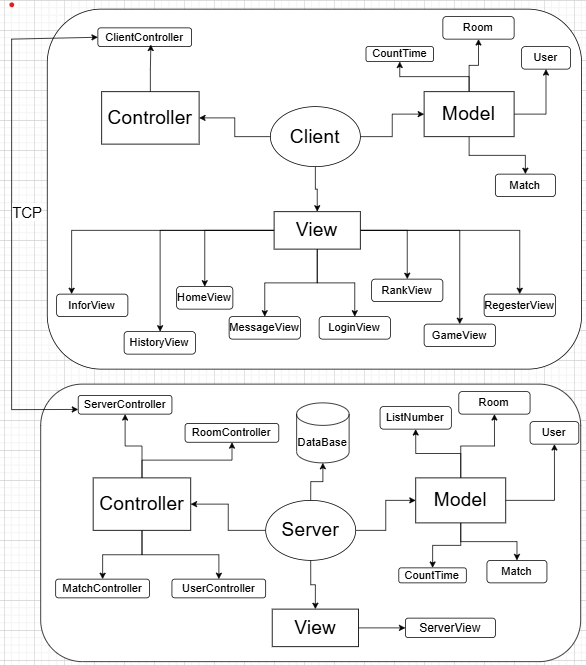 Room
ClientController
CountTime
User
Controller
Model
Client
Match
TCP
View
InforView
HomeView
RankView
RegesterView
HistoryView
MessageView
LoginView
GameView
ServerController
Room
ListNumber
RoomController
DataBase
User
Controller
Model
Server
MatchController
UserController
CountTime
Match
View
ServerView